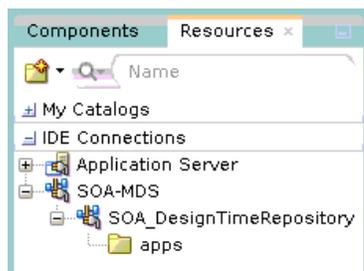 Components Resources
Name
My Catalogs
IDE Connections
Application Server
SOA-MDS
SOA_DesignTimeRepository
apps